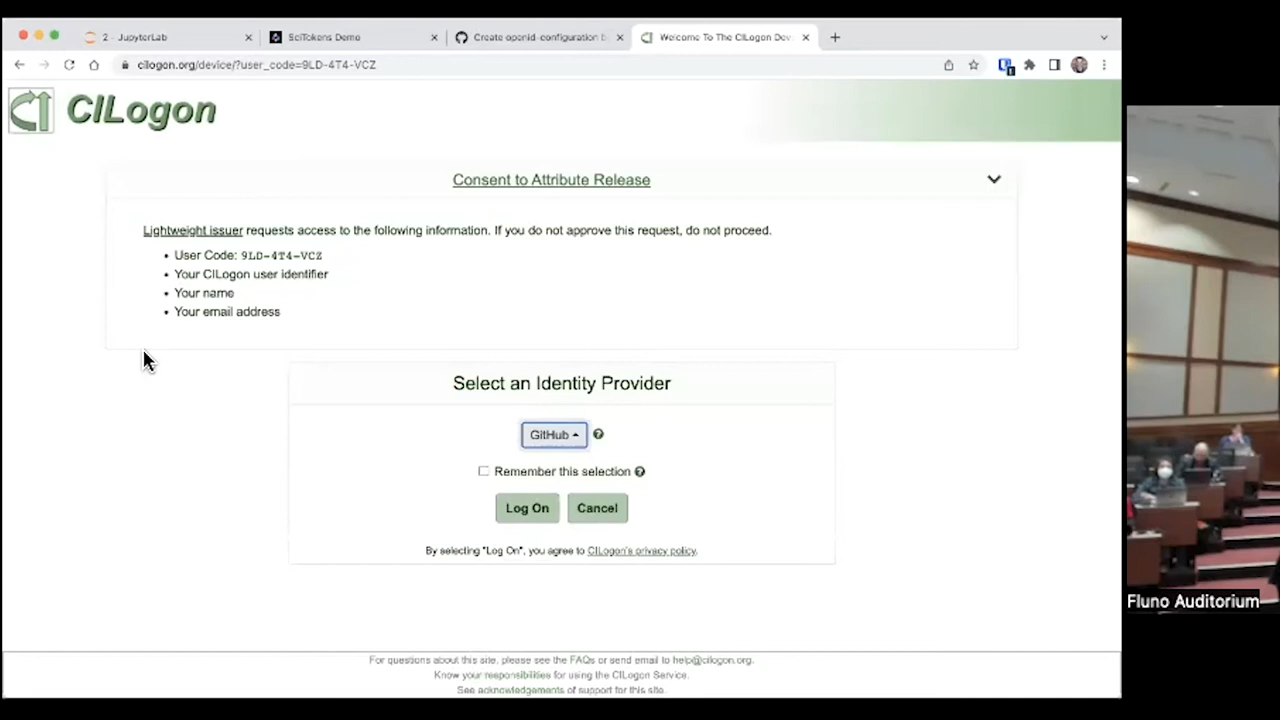 2 - JupyterLab
SciTokens Demo
Create openid-configuration b
Welcome To The CILogon Dev
cilogon.org/device/?user_code=9LD-4T4-VCZ
CILogon
Consent to Attribute Release
Lightweight issuer requests access to the following information. If you do not approve this request, do not proceed.
User Code: 9LD-4T4-VCZ
Your CILogon user identifier
Your name
Your email address
Select an Identity Provider
GitHub
Remember this selection
Log On
Cancel
By selecting "Log On", you agree to CILogon's privacy policy.
For questions about this site, please see the FAQs or send email to help@cilogon.org.
Know your responsibilities for using the CILogon Service.
See acknowledgements of support for this site.
Fluno Auditorium